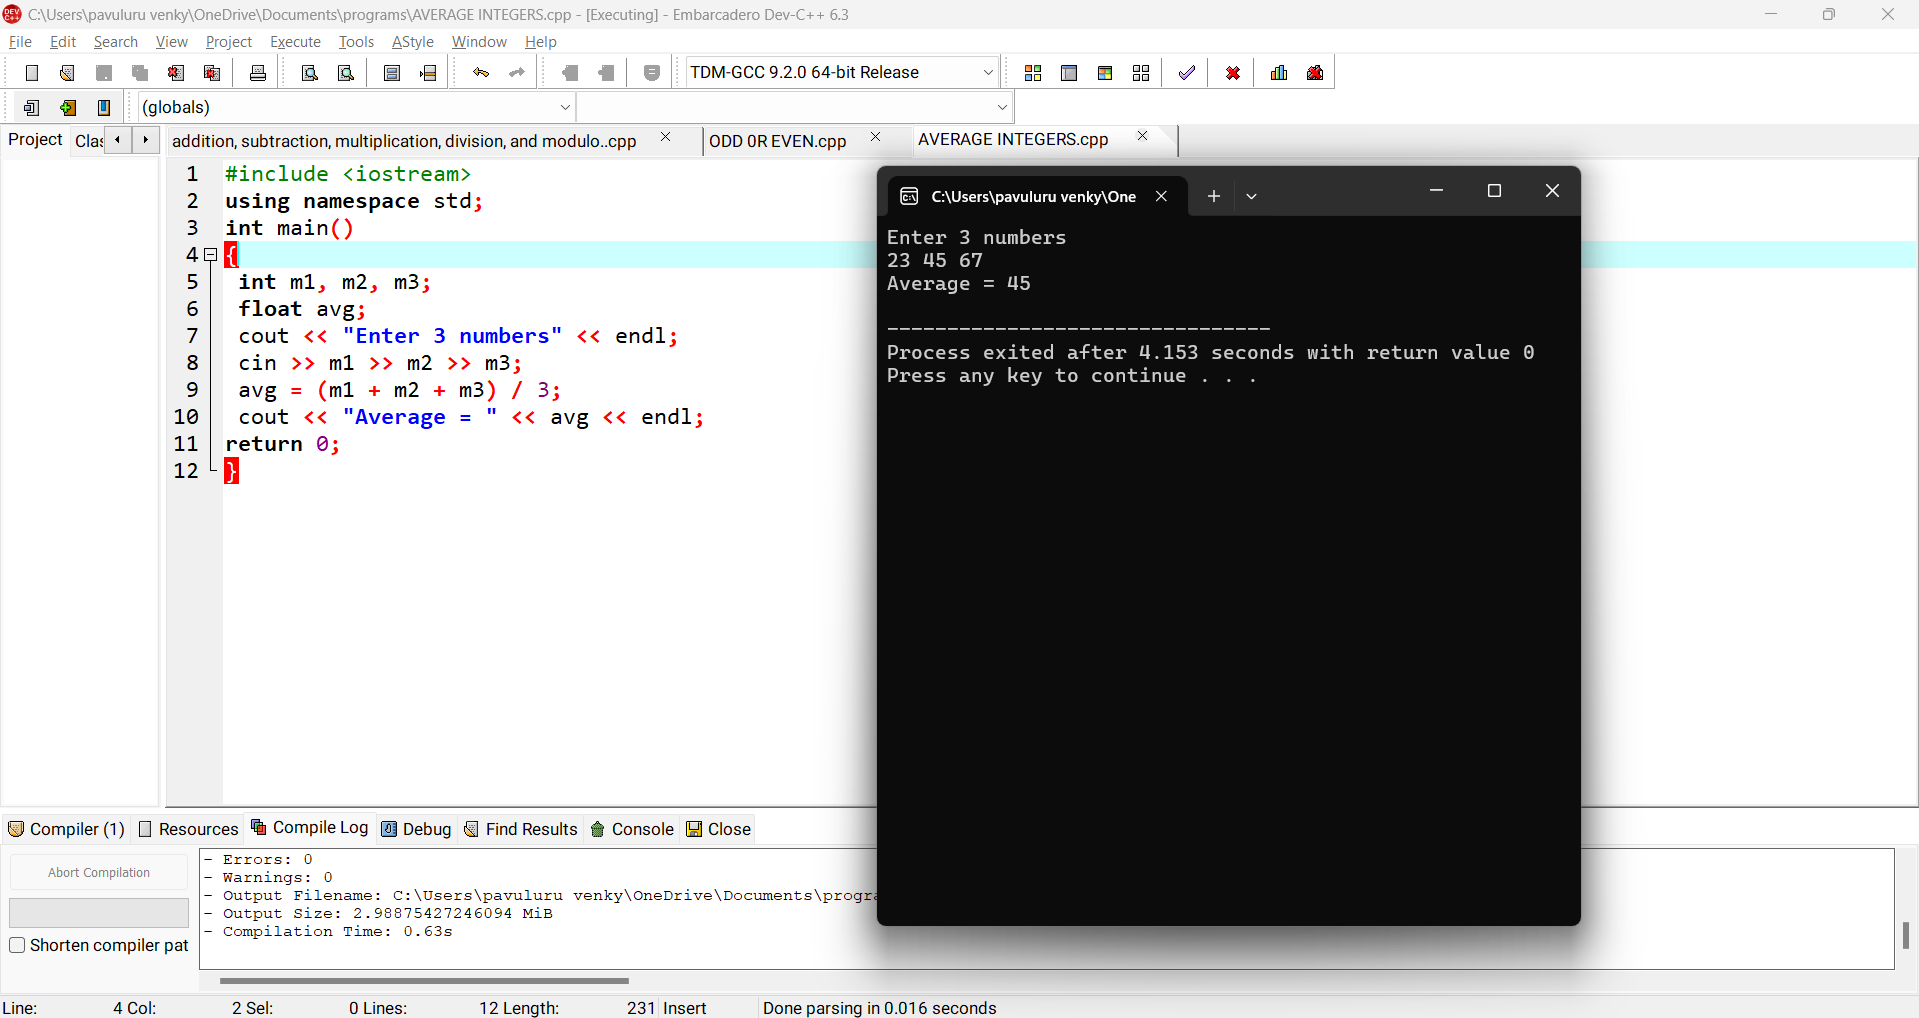 C:\Users\pavuluru venky\OneDrive\Documents\programs\AVERAGE INTEGERS.cpp - [Executing] - Embarcadero Dev-C++ 6.3
File Edit Search View Project Execute Tools AStyle Window Help
TDM-GCC 9.2.0 64-bit Release
(globals)
Project Clas addition, subtraction, multiplication, division, and modulo..cpp ODD 0R EVEN.cpp AVERAGE INTEGERS.cpp
1 #include <iostream>
2 using namespace std;
3 int main()
4 {
5 int m1, m2, m3;
6 float avg;
7 cout << "Enter 3 numbers" << endl;
8 cin >> m1 >> m2 >> m3;
9 avg = (m1 + m2 + m3) / 3;
10 cout << "Average = " << avg << endl;
11 return 0;
12 }
C:\Users\pavuluru venky\One
Enter 3 numbers
23 45 67
Average = 45
--------------------------------
Process exited after 4.153 seconds with return value 0
Press any key to continue . . .
Compiler (1) Resources Compile Log Debug Find Results Console Close
Abort Compilation
Shorten compiler pat
- Errors: 0
- Warnings: 0
- Output Filename: C:\Users\pavuluru venky\OneDrive\Documents\progra
- Output Size: 2.98875427246094 MiB
- Compilation Time: 0.63s
Line: 4 Col: 2 Sel: 0 Lines: 12 Length: 231 Insert Done parsing in 0.016 seconds